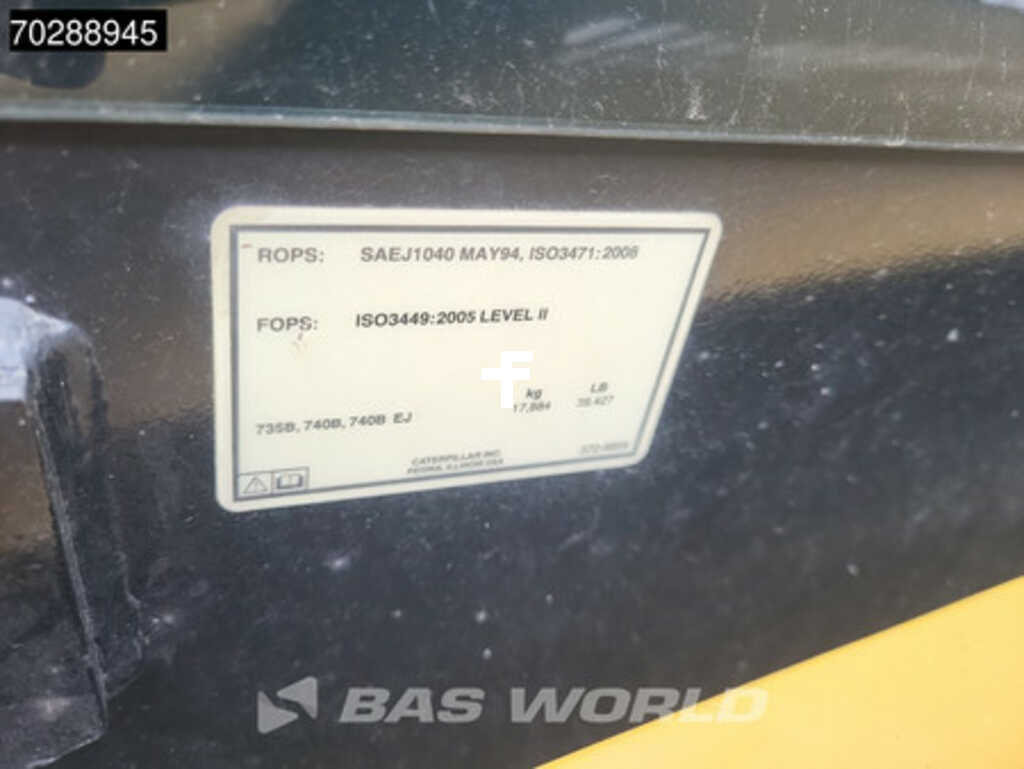 70288945
ROPS: SAEJ1040 MAY94, ISO3471:2008
FOPS: ISO3449:2005 LEVEL II
kg LB
735B, 740B, 740B EJ 17,884 39,427
CATERPILLAR INC.
PEORIA, ILLINOIS USA
BAS WORLD